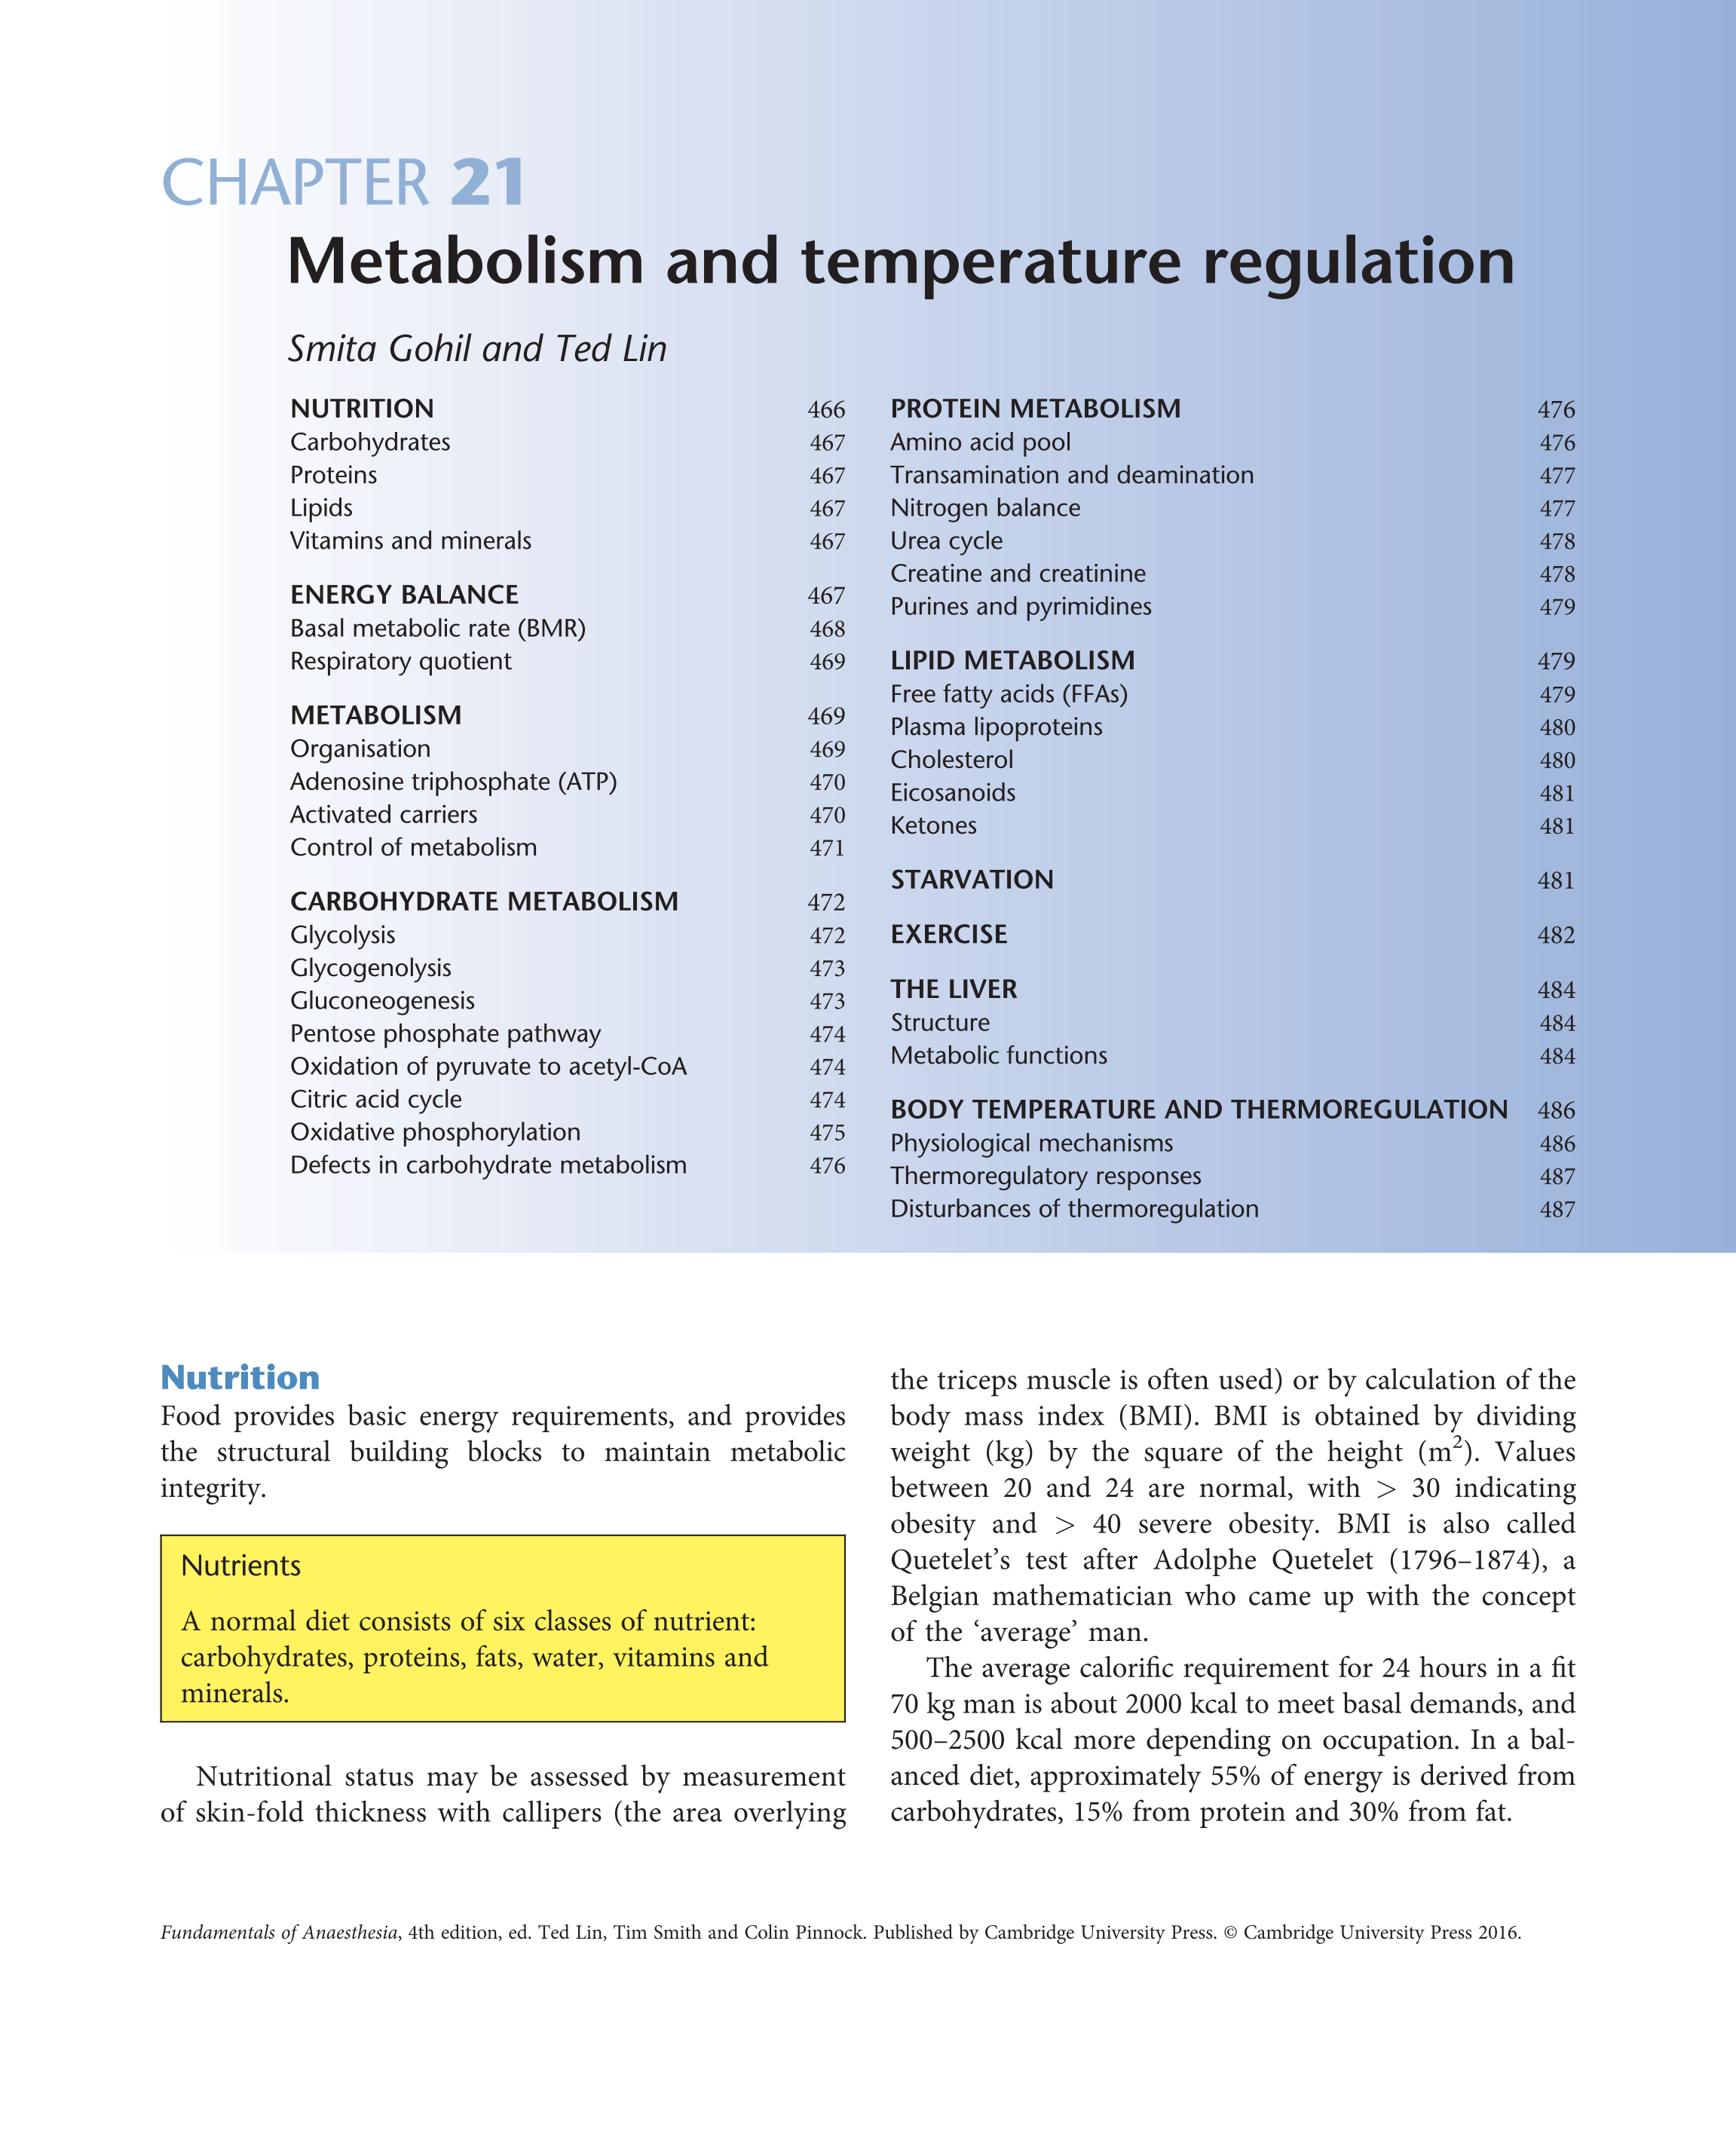 CHAPTER 21
Metabolism and temperature regulation
Smita Gohil and Ted Lin
NUTRITION 466
Carbohydrates 467
Proteins 467
Lipids 467
Vitamins and minerals 467
ENERGY BALANCE 467
Basal metabolic rate (BMR) 468
Respiratory quotient 469
METABOLISM 469
Organisation 469
Adenosine triphosphate (ATP) 470
Activated carriers 470
Control of metabolism 471
CARBOHYDRATE METABOLISM 472
Glycolysis 472
Glycogenolysis 473
Gluconeogenesis 473
Pentose phosphate pathway 474
Oxidation of pyruvate to acetyl-CoA 474
Citric acid cycle 474
Oxidative phosphorylation 475
Defects in carbohydrate metabolism 476
PROTEIN METABOLISM 476
Amino acid pool 476
Transamination and deamination 477
Nitrogen balance 477
Urea cycle 478
Creatine and creatinine 478
Purines and pyrimidines 479
LIPID METABOLISM 479
Free fatty acids (FFAs) 479
Plasma lipoproteins 480
Cholesterol 480
Eicosanoids 481
Ketones 481
STARVATION 481
EXERCISE 482
THE LIVER 484
Structure 484
Metabolic functions 484
BODY TEMPERATURE AND THERMOREGULATION 486
Physiological mechanisms 486
Thermoregulatory responses 487
Disturbances of thermoregulation 487
Nutrition
Food provides basic energy requirements, and provides
the structural building blocks to maintain metabolic
integrity.
Nutrients
A normal diet consists of six classes of nutrient:
carbohydrates, proteins, fats, water, vitamins and
minerals.
Nutritional status may be assessed by measurement
of skin-fold thickness with callipers (the area overlying
the triceps muscle is often used) or by calculation of the
body mass index (BMI). BMI is obtained by dividing
weight (kg) by the square of the height (m²). Values
between 20 and 24 are normal, with > 30 indicating
obesity and > 40 severe obesity. BMI is also called
Quetelet's test after Adolphe Quetelet (1796–1874), a
Belgian mathematician who came up with the concept
of the ‘average’ man.
The average calorific requirement for 24 hours in a fit
70 kg man is about 2000 kcal to meet basal demands, and
500–2500 kcal more depending on occupation. In a bal-
anced diet, approximately 55% of energy is derived from
carbohydrates, 15% from protein and 30% from fat.
Fundamentals of Anaesthesia, 4th edition, ed. Ted Lin, Tim Smith and Colin Pinnock. Published by Cambridge University Press. © Cambridge University Press 2016.